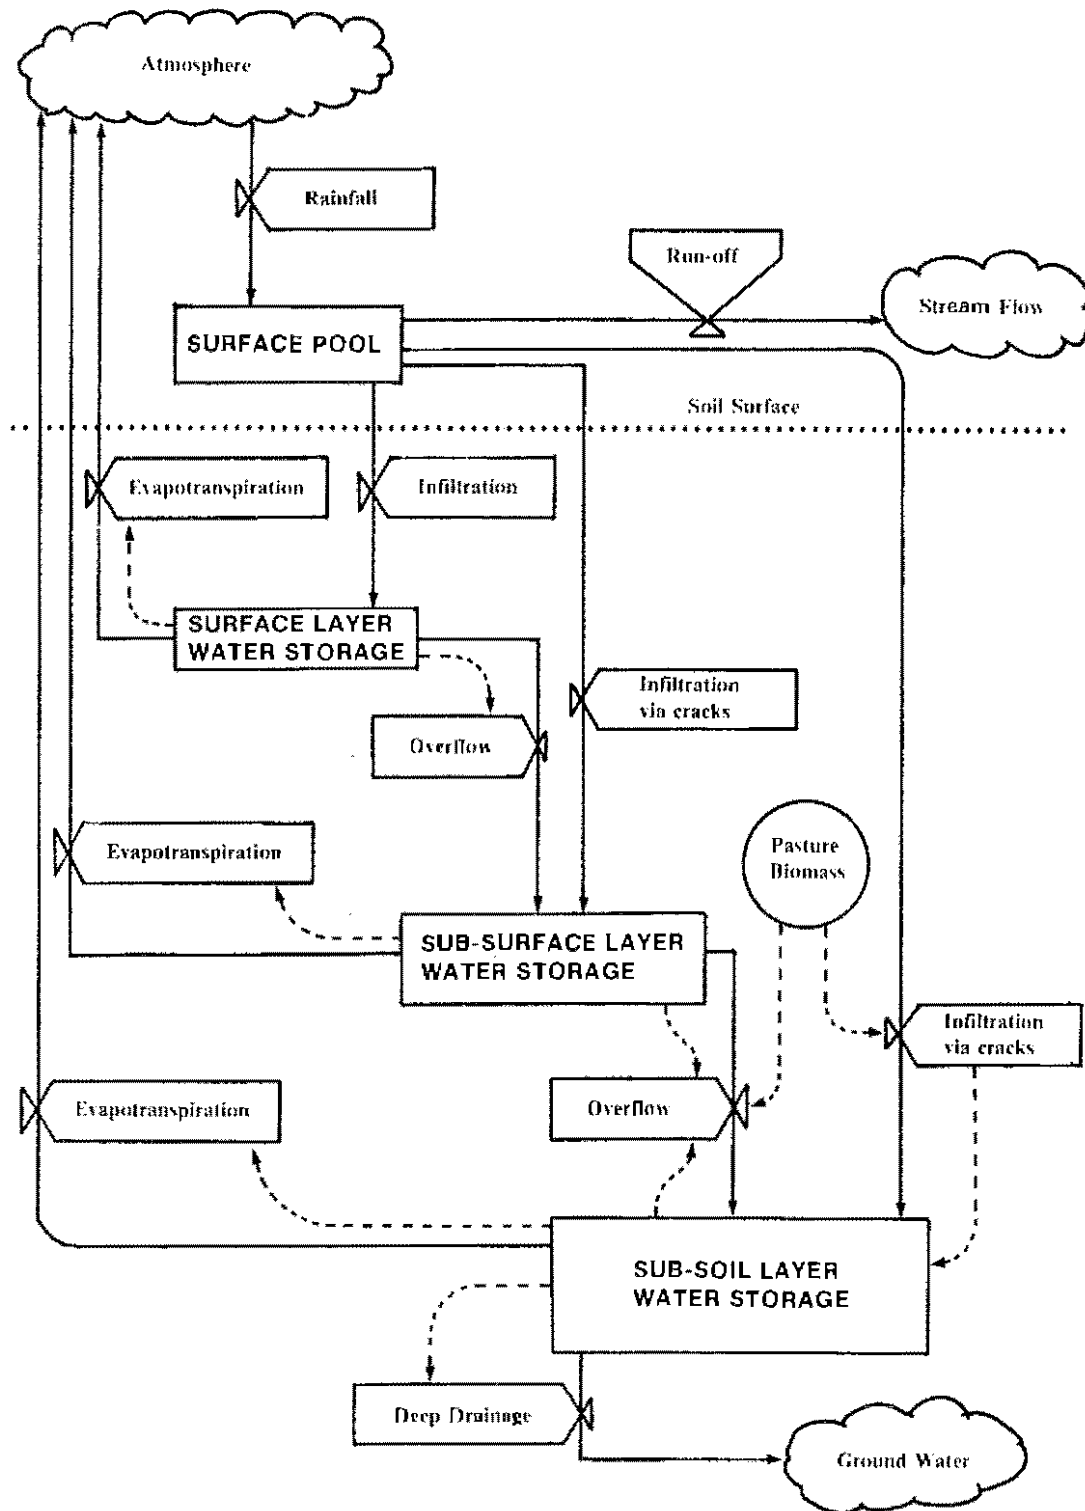 Atmosphere
Rainfall
Run-off
Stream Flow
SURFACE POOL
Soil Surface
Evapotranspiration
Infiltration
SURFACE LAYER
WATER STORAGE
Infiltration
via cracks
Overflow
Pasture
Biomass
Evapotranspiration
SUB-SURFACE LAYER
WATER STORAGE
Infiltration
via cracks
Evapotranspiration
Overflow
SUB-SOIL LAYER
WATER STORAGE
Deep Drainage
Ground Water